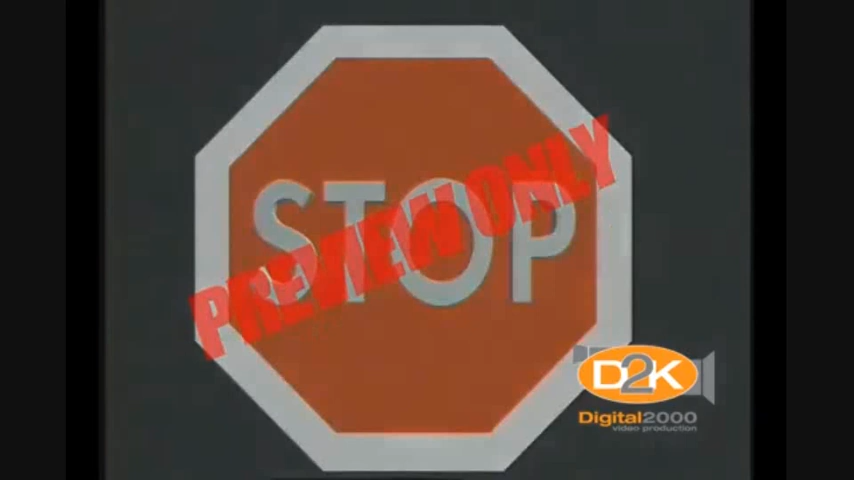 STOP
PREVIEW ONLY
D2K
Digital2000
video production